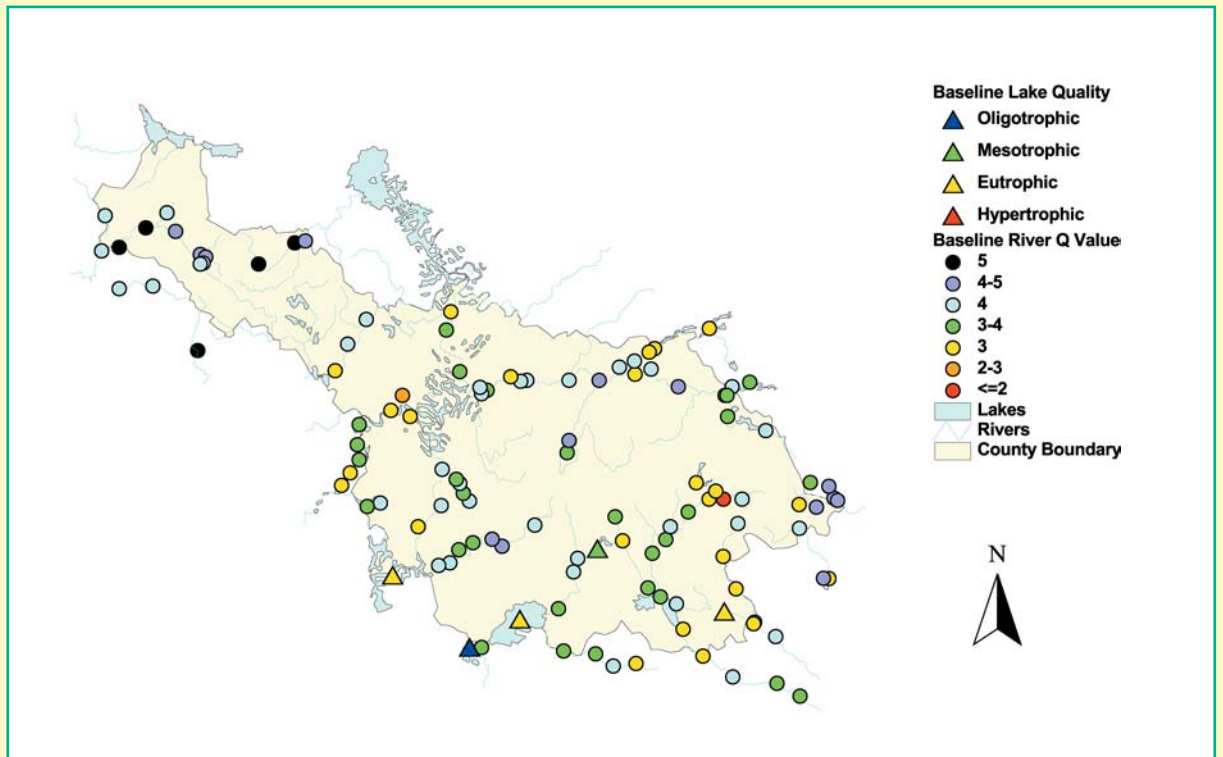 Baseline Lake Quality
Oligotrophic
Mesotrophic
Eutrophic
Hypertrophic
Baseline River Q Value
5
4-5
4
3-4
3
2-3
<=2
Lakes
Rivers
County Boundary
N